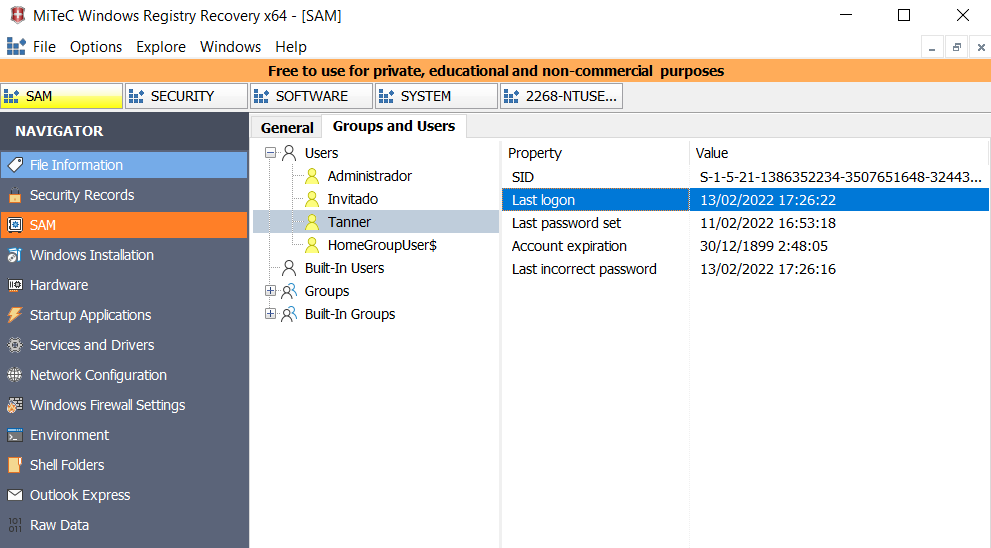 MiTeC Windows Registry Recovery x64 - [SAM]
File Options Explore Windows Help
Free to use for private, educational and non-commercial purposes
SAM SECURITY SOFTWARE SYSTEM 2268-NTUSE...
NAVIGATOR
File Information
Security Records
SAM
Windows Installation
Hardware
Startup Applications
Services and Drivers
Network Configuration
Windows Firewall Settings
Environment
Shell Folders
Outlook Express
Raw Data
General Groups and Users
Users
Administrador
Invitado
Tanner
HomeGroupUser$
Built-In Users
Groups
Built-In Groups
Property Value
SID S-1-5-21-1386352234-3507651648-32443...
Last logon 13/02/2022 17:26:22
Last password set 11/02/2022 16:53:18
Account expiration 30/12/1899 2:48:05
Last incorrect password 13/02/2022 17:26:16